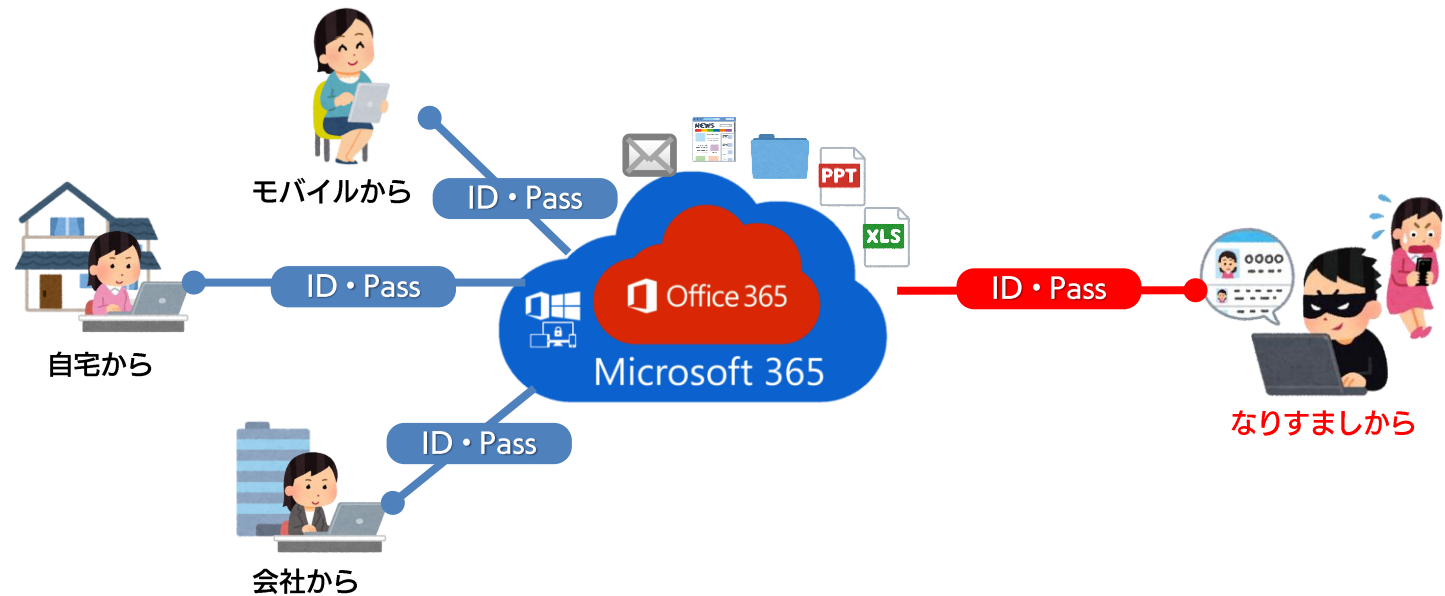 モバイルから
ID・Pass
NEWS
PPT
XLS
自宅から
ID・Pass
Office 365
Microsoft 365
ID・Pass
なりすましから
ID・Pass
会社から